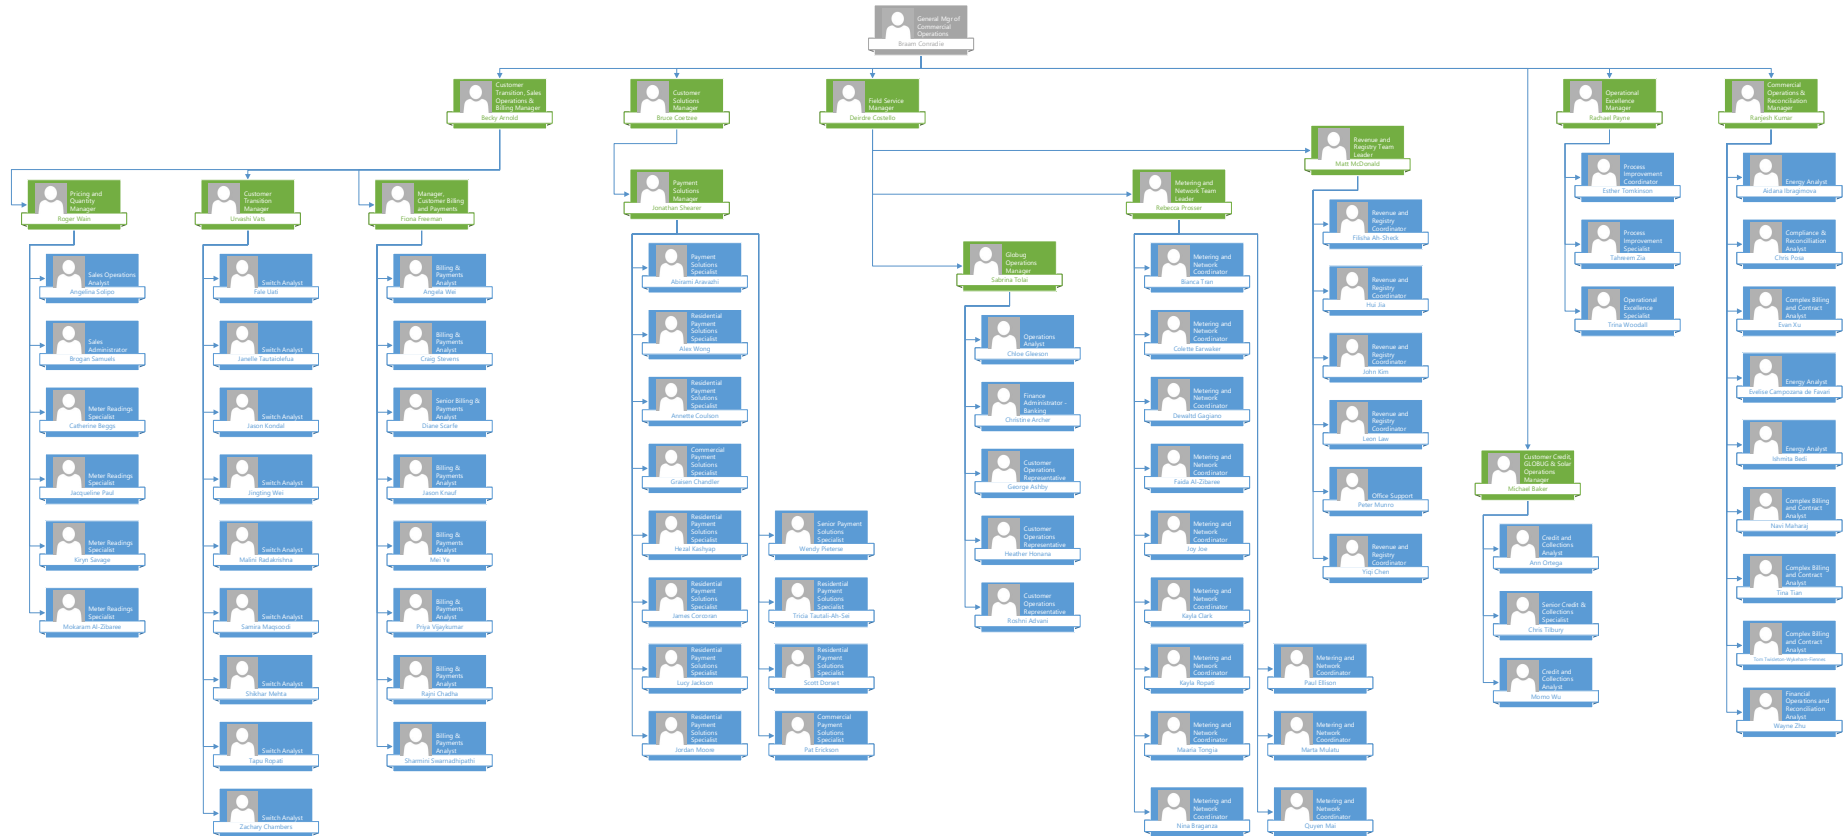 General Mgr of
Commercial
Operations
Braam Conradie
Customer
Transition, Sales
Operations &
Billing Manager
Becky Arnold
Customer
Solutions
Manager
Bruce Coetzee
Field Service
Manager
Deirdre Costello
Operational
Excellence
Manager
Rachael Payne
Commercial
Operations &
Reconciliation
Manager
Ranjesh Kumar
Pricing and
Quantity
Manager
Roger Wain
Sales Operations
Analyst
Angelina Solipo
Sales
Administrator
Brogan Samuels
Meter Readings
Specialist
Catherine Beggs
Meter Readings
Specialist
Jacqueline Paul
Meter Readings
Specialist
Kiryn Savage
Meter Readings
Specialist
Mokaram Al-Zibaree
Customer
Transition
Manager
Urvashi Vats
Switch Analyst
Fale Uati
Switch Analyst
Janelle Tautaiolefua
Switch Analyst
Jason Kondal
Switch Analyst
Jingting Wei
Switch Analyst
Malini Radakrishna
Switch Analyst
Samira Maqsoodi
Switch Analyst
Shikhar Mehta
Switch Analyst
Tapu Ropati
Switch Analyst
Zachary Chambers
Manager,
Customer Billing
and Payments
Fiona Freeman
Billing &
Payments
Analyst
Angela Wei
Billing &
Payments
Analyst
Craig Stevens
Senior Billing &
Payments
Analyst
Diane Scarfe
Billing &
Payments
Analyst
Jason Knauf
Billing &
Payments
Analyst
Mei Ye
Billing &
Payments
Analyst
Priya Vijaykumar
Billing &
Payments
Analyst
Rajni Chadha
Billing &
Payments
Analyst
Sharmini Swarnadhipathi
Payment
Solutions
Manager
Jonathan Shearer
Payment
Solutions
Specialist
Abirami Aravazhi
Residential
Payment
Solutions
Specialist
Alex Wong
Residential
Payment
Solutions
Specialist
Annette Coulson
Commercial
Payment
Solutions
Specialist
Graisen Chandler
Residential
Payment
Solutions
Specialist
Hezal Kashyap
Residential
Payment
Solutions
Specialist
James Corcoran
Residential
Payment
Solutions
Specialist
Lucy Jackson
Residential
Payment
Solutions
Specialist
Jordan Moore
Senior Payment
Solutions
Specialist
Wendy Pieterse
Residential
Payment
Solutions
Specialist
Tricia Tautali-Ah-Sei
Residential
Payment
Solutions
Specialist
Scott Dorset
Commercial
Payment
Solutions
Specialist
Pat Erickson
Globug
Operations
Manager
Sabrina Tolai
Operations
Analyst
Chloe Gleeson
Finance
Administrator -
Banking
Christine Archer
Customer
Operations
Representative
George Ashby
Customer
Operations
Representative
Heather Honana
Customer
Operations
Representative
Roshni Advani
Metering and
Network Team
Leader
Rebecca Prosser
Metering and
Network
Coordinator
Bianca Tran
Metering and
Network
Coordinator
Colette Earwaker
Metering and
Network
Coordinator
Dewaltd Gagiano
Metering and
Network
Coordinator
Faida Al-Zibaree
Metering and
Network
Coordinator
Joy Joe
Metering and
Network
Coordinator
Kayla Clark
Metering and
Network
Coordinator
Kayla Ropati
Metering and
Network
Coordinator
Maaria Tongia
Metering and
Network
Coordinator
Nina Braganza
Metering and
Network
Coordinator
Paul Ellison
Metering and
Network
Coordinator
Marta Mulatu
Metering and
Network
Coordinator
Quyen Mai
Revenue and
Registry Team
Leader
Matt McDonald
Revenue and
Registry
Coordinator
Filisha Ah-Sheck
Revenue and
Registry
Coordinator
Hui Jia
Revenue and
Registry
Coordinator
John Kim
Revenue and
Registry
Coordinator
Leon Law
Office Support
Peter Munro
Revenue and
Registry
Coordinator
Yiqi Chen
Customer Credit,
GLOBUG & Solar
Operations
Manager
Michael Baker
Credit and
Collections
Analyst
Ann Ortega
Senior Credit &
Collections
Specialist
Chris Tilbury
Credit and
Collections
Analyst
Momo Wu
Process
Improvement
Coordinator
Esther Tomkinson
Process
Improvement
Specialist
Taheem Zia
Operational
Excellence
Specialist
Trina Woodall
Energy Analyst
Aidana Ibragimova
Compliance &
Reconciliation
Analyst
Chris Posa
Complex Billing
and Contract
Analyst
Evan Xu
Energy Analyst
Evelise Campozana de Favari
Energy Analyst
Ishmita Bedi
Complex Billing
and Contract
Analyst
Navi Maharaj
Complex Billing
and Contract
Analyst
Tina Tian
Complex Billing
and Contract
Analyst
Financial
Operations and
Reconciliation
Analyst
Wayne Zhu